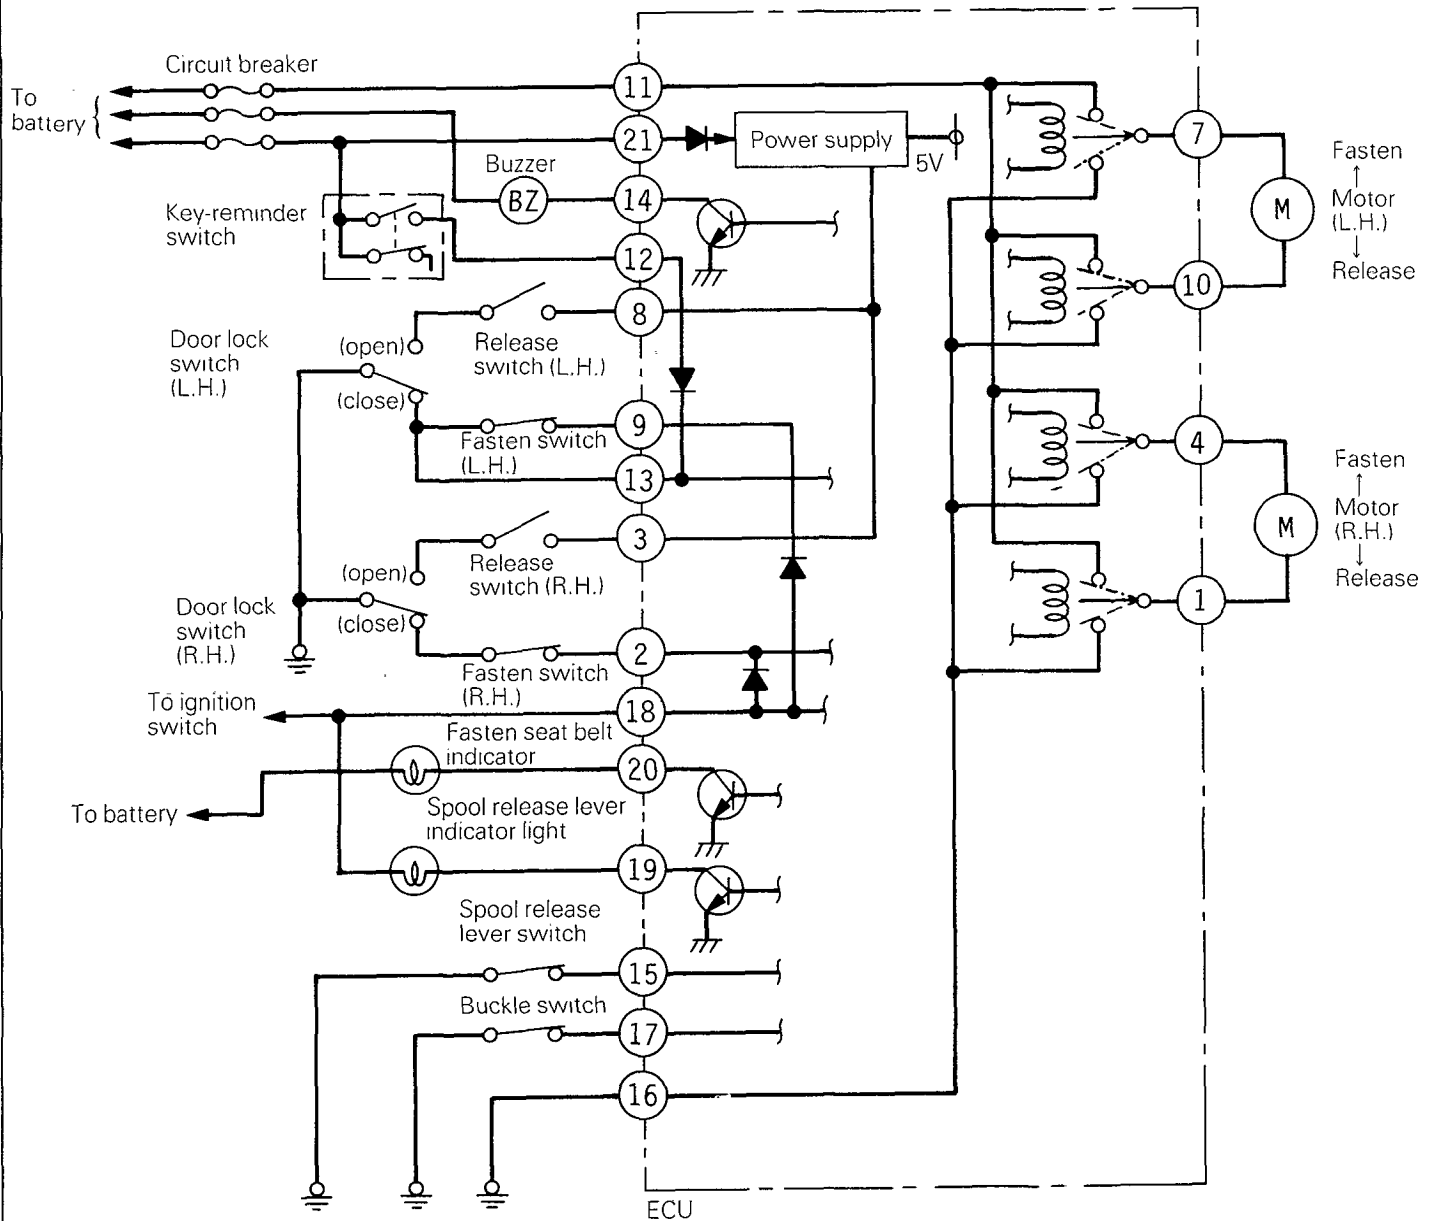 Circuit breaker
To
battery
11
21
Power supply
5V
7
Fasten
Motor
(L.H.)
Release
M
Buzzer
BZ
14
Key-reminder
switch
12
10
8
Door lock
switch
(L.H.)
(open)
(close)
Release
switch (L.H.)
9
Fasten switch
(L.H.)
13
4
Fasten
Motor
(R.H.)
Release
M
3
Release
switch (R.H.)
(open)
(close)
Door lock
switch
(R.H.)
1
2
Fasten switch
(R.H.)
To ignition
switch
18
Fasten seat belt
indicator
20
To battery
Spool release lever
indicator light
19
Spool release
lever switch
15
Buckle switch
17
16
ECU